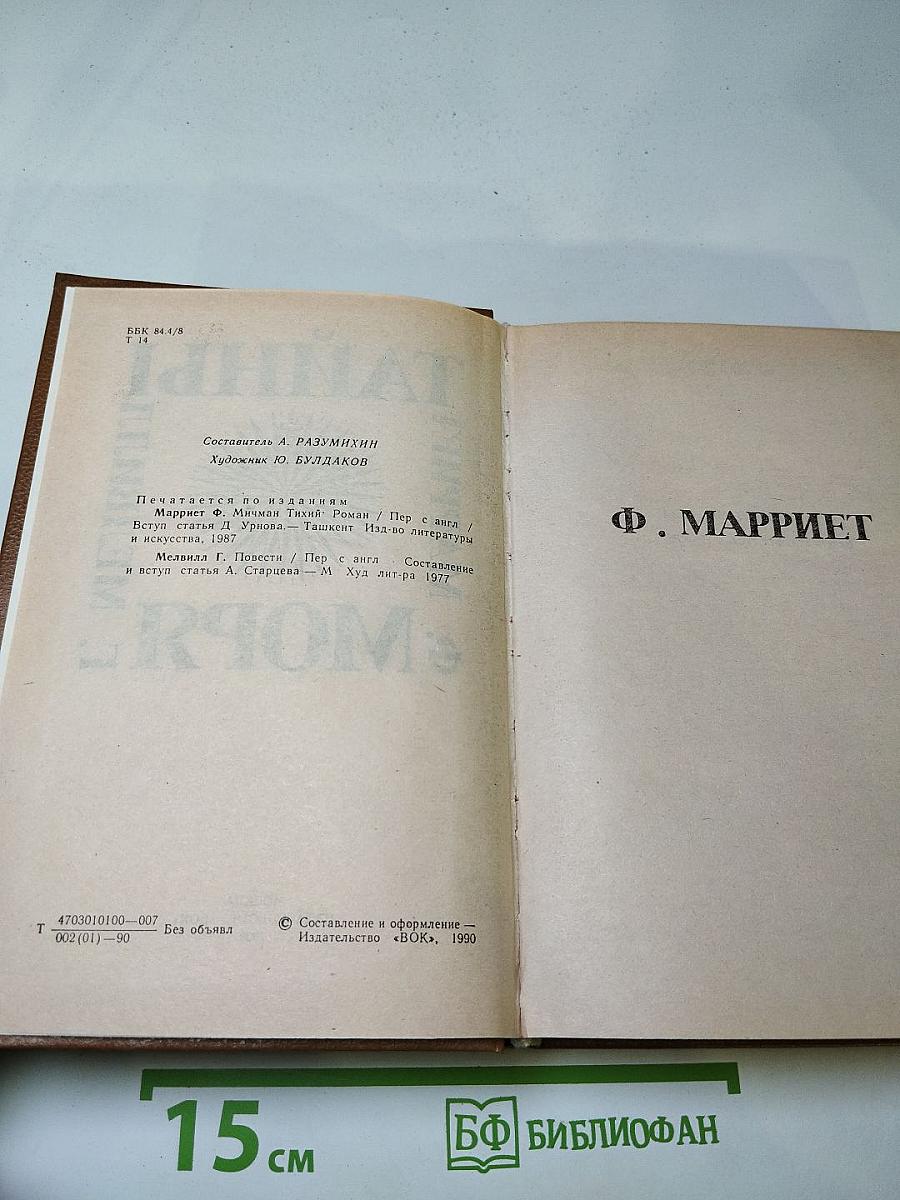 ББК 84.4/8
Т 14
ТАЙНЫ
МОРЯ
Составитель А. РАЗУМИХИН
Художник Ю. БУЛДАКОВ
Печатается по изданиям
Марриет Ф. Мичман Тихий· Роман / Пер с англ /
Вступ статья Д Урнова.— Ташкент Изд-во литературы
и искусства, 1987
Мелвилл Г. Повести / Пер с англ . Составление
и вступ статья А. Старцева — М Худ лит-ра 1977
Т 4703010100—007
002(01)—90
Без объявл
© Составление и оформление —
Издательство «ВОК», 1990
Ф. МАРРИЕТ
15 см
БФ БИБЛИОФАН